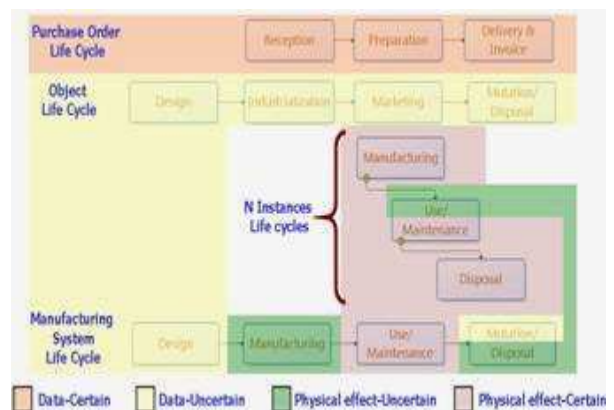 Purchase Order
Life Cycle
Reception
Preparation
Delivery &
Invoice
Object
Life Cycle
Design
Industrialization
Marketing
Mutation/
Disposal
N Instances
Life cycles
Manufacturing
Use/
Maintenance
Disposal
Manufacturing
System
Life Cycle
Design
Manufacturing
Use/
Maintenance
Mutation/
Disposal
Data-Certain
Data-Uncertain
Physical effect-Uncertain
Physical effect-Certain